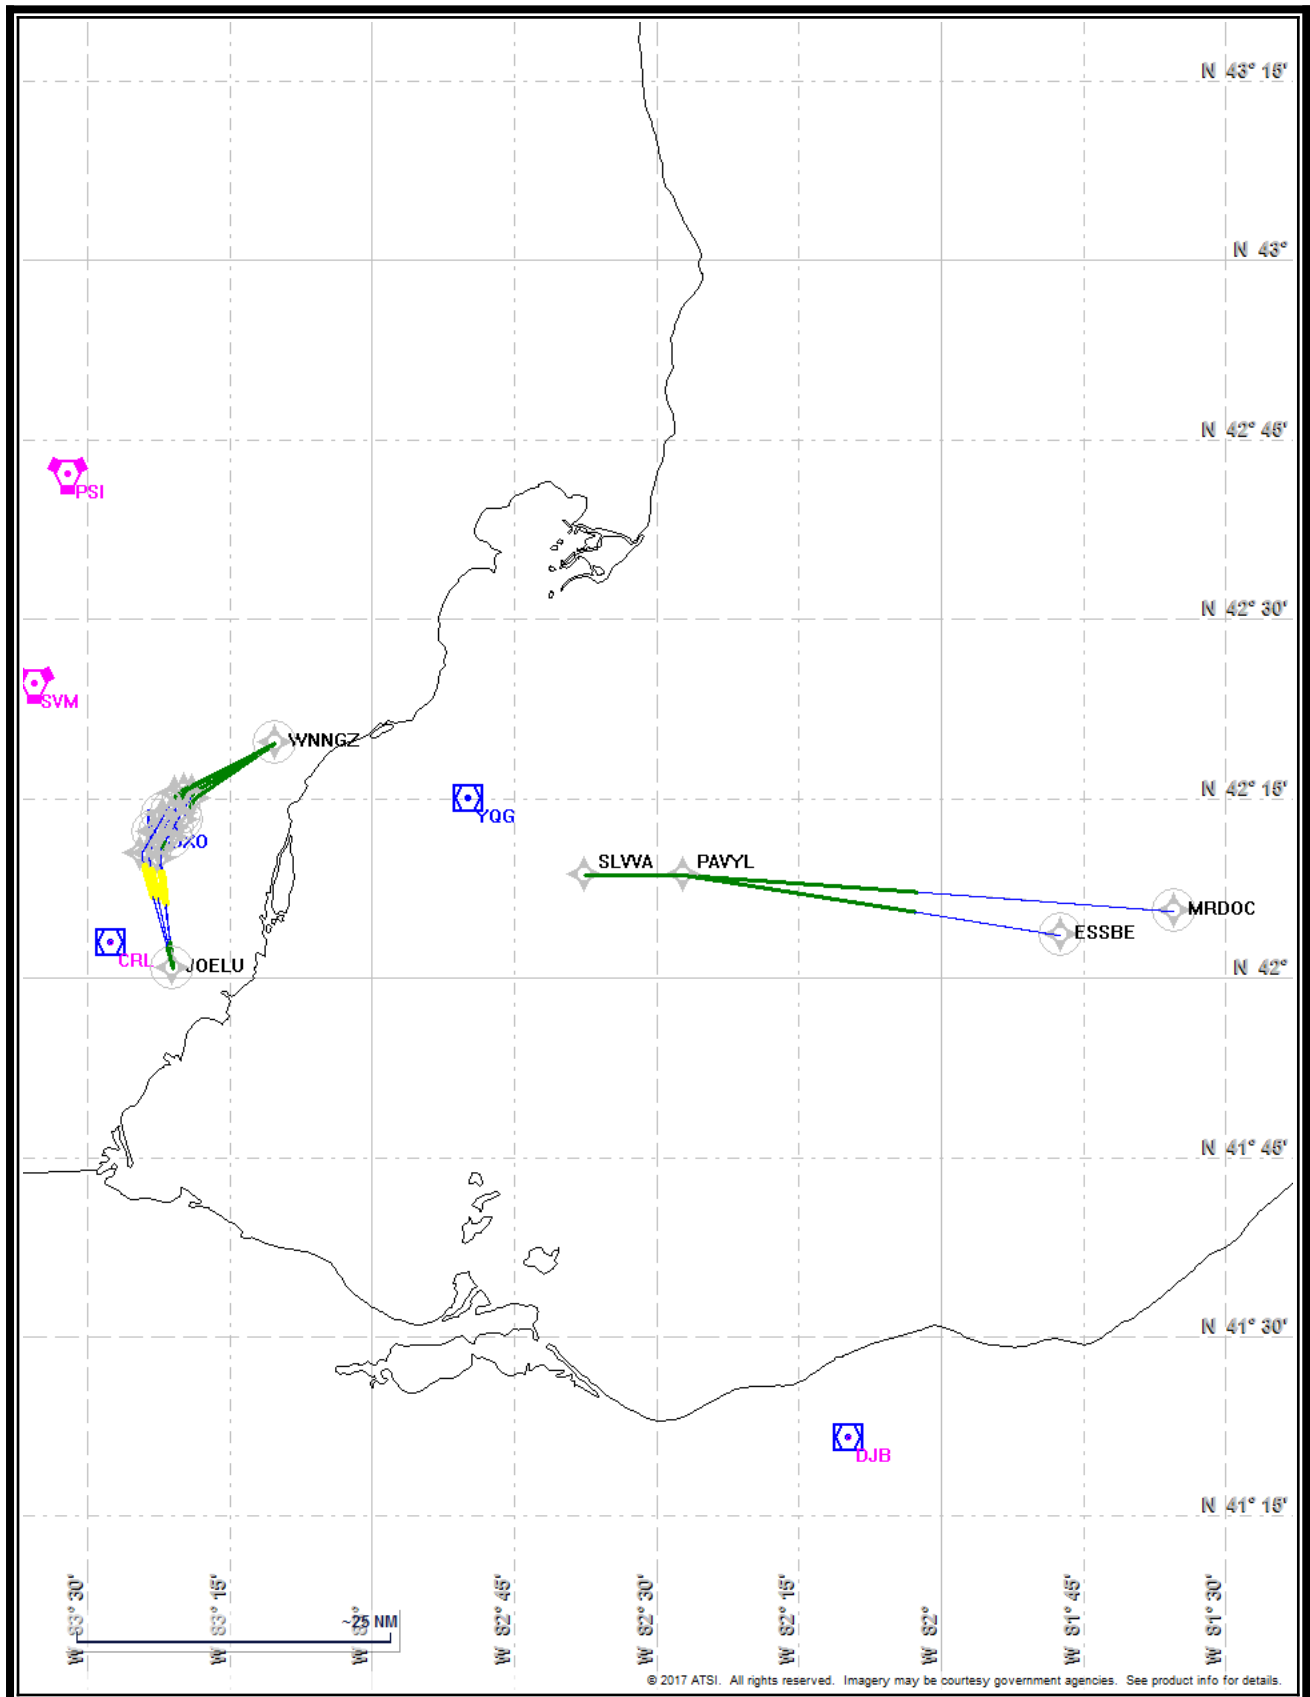 N 43° 15'
N 43°
N 42° 45'
PSI
N 42° 30'
SVM
WNNGZ
N 42° 15'
YQG
SLVVA
PAVYL
MRDOC
ESSBE
CRL
JOELU
N 42°
N 41° 45'
N 41° 30'
DJB
N 41° 15'
W 83° 30'
W 83° 15'
W 82° 45'
W 82° 30'
W 82° 15'
W 82°
W 81° 45'
W 81° 30'
~25 NM
© 2017 ATSI. All rights reserved. Imagery may be courtesy government agencies. See product info for details.